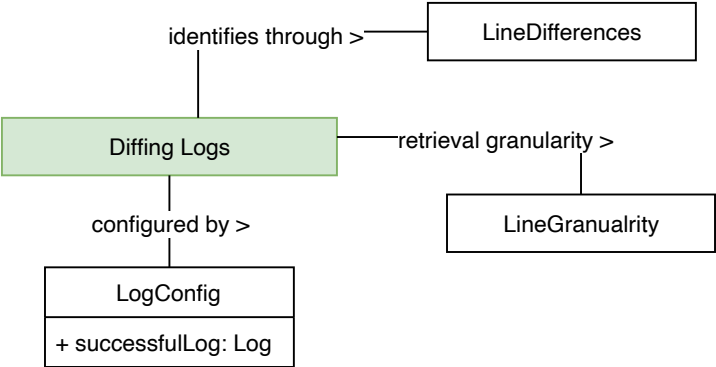 identifies through >
LineDifferences
Diffing Logs
retrieval granularity >
LineGranualrity
configured by >
LogConfig
+ successfulLog: Log